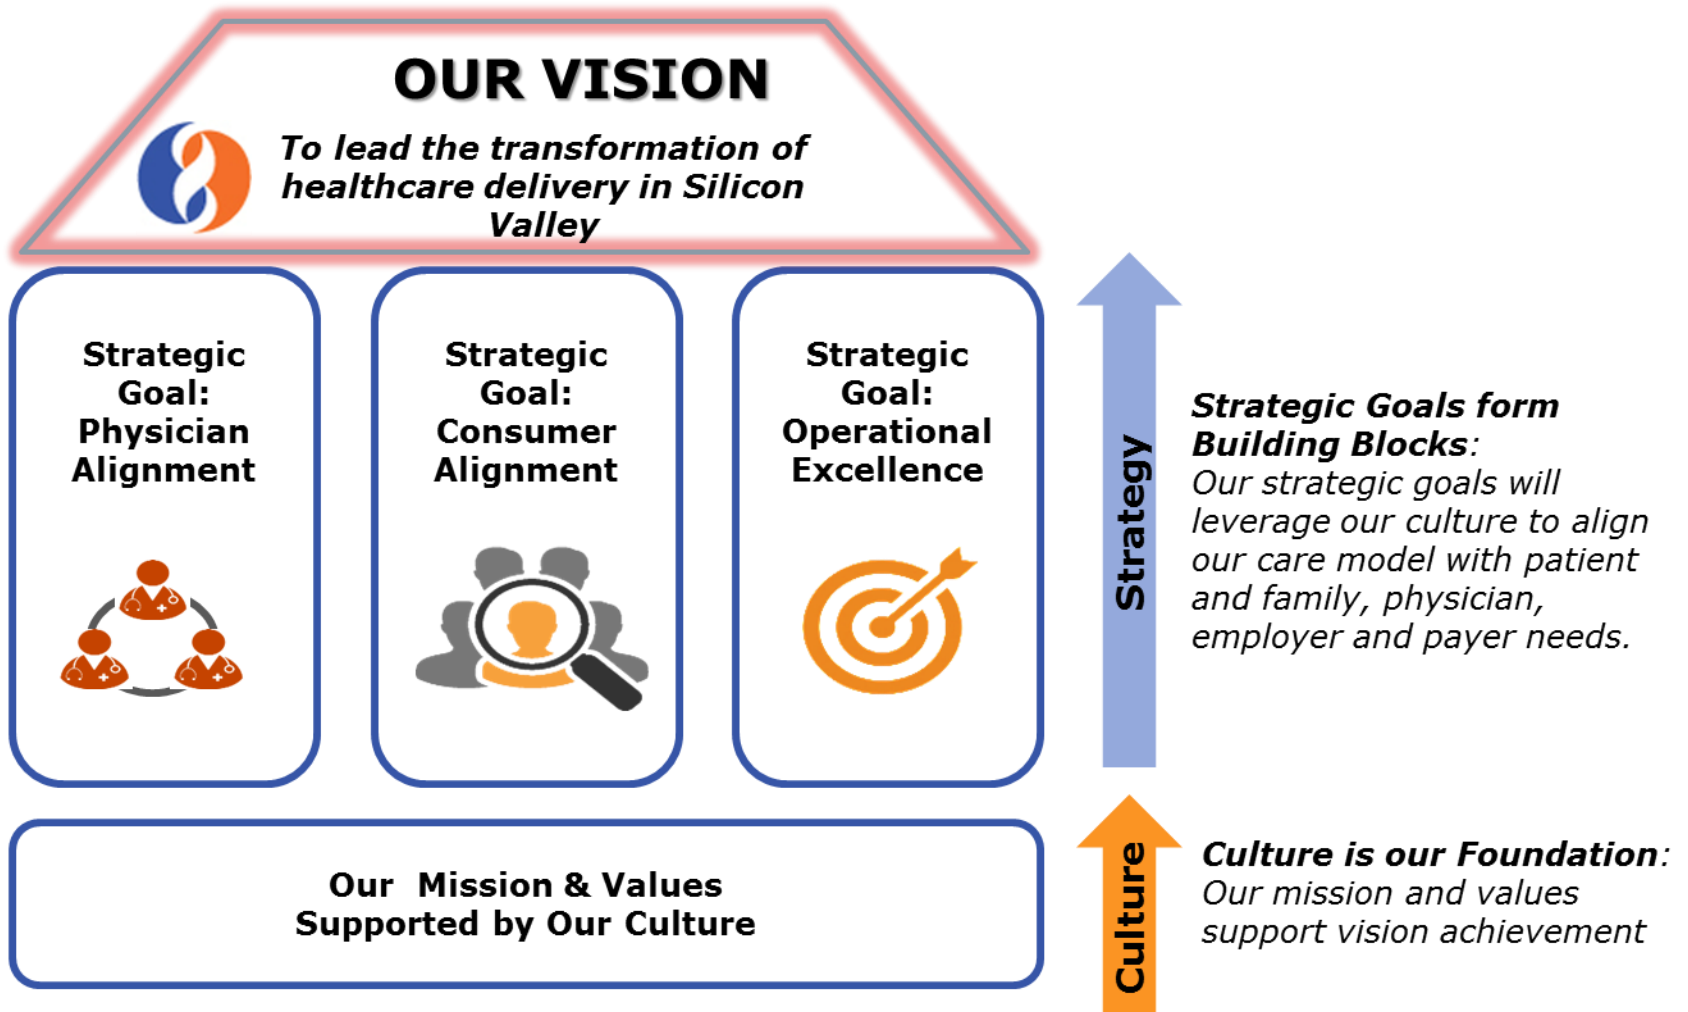 OUR VISION
To lead the transformation of
healthcare delivery in Silicon
Valley
Strategic
Goal:
Physician
Alignment
Strategic
Goal:
Consumer
Alignment
Strategic
Goal:
Operational
Excellence
Strategy
Strategic Goals form
Building Blocks:
Our strategic goals will
leverage our culture to align
our care model with patient
and family, physician,
employer and payer needs.
Our  Mission & Values
Supported by Our Culture
Culture
Culture is our Foundation:
Our mission and values
support vision achievement